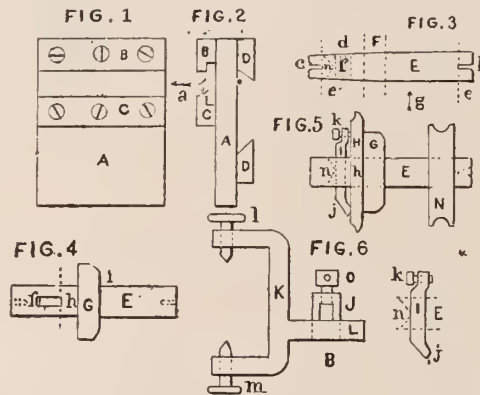 FIG. 1
FIG. 2
FIG. 3
B
C
A
B
C
A
D
D
a
d
F
c
n
f
E
e
e
g
b
FIG. 5
k
H
G
I
n
h
E
j
N
FIG. 4
f
h
G
i
E
FIG. 6
l
K
m
O
J
L
B
k
I
n
E
j